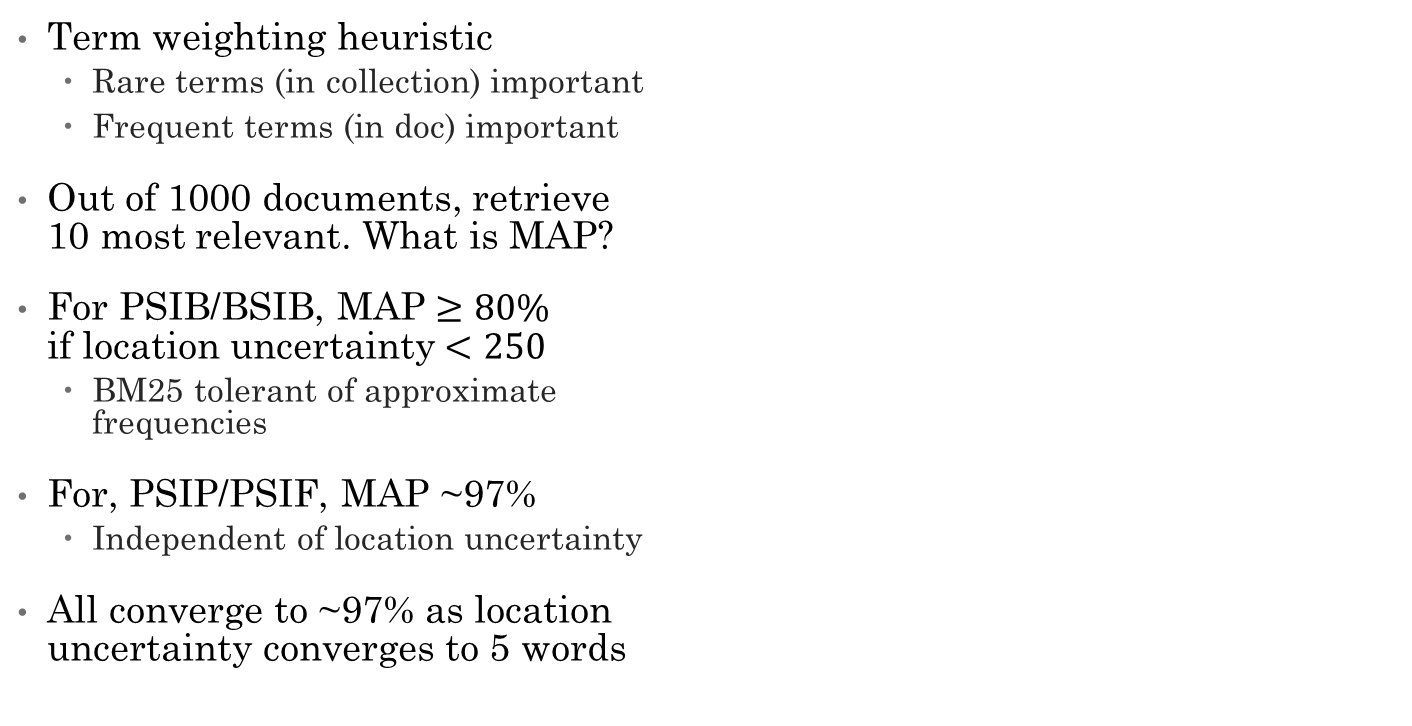 • Term weighting heuristic
• Rare terms (in collection) important
• Frequent terms (in doc) important
• Out of 1000 documents, retrieve
10 most relevant. What is MAP?
• For PSIB/BSIB, MAP ≥ 80%
if location uncertainty < 250
• BM25 tolerant of approximate
frequencies
• For, PSIP/PSIF, MAP ~97%
• Independent of location uncertainty
• All converge to ~97% as location
uncertainty converges to 5 words